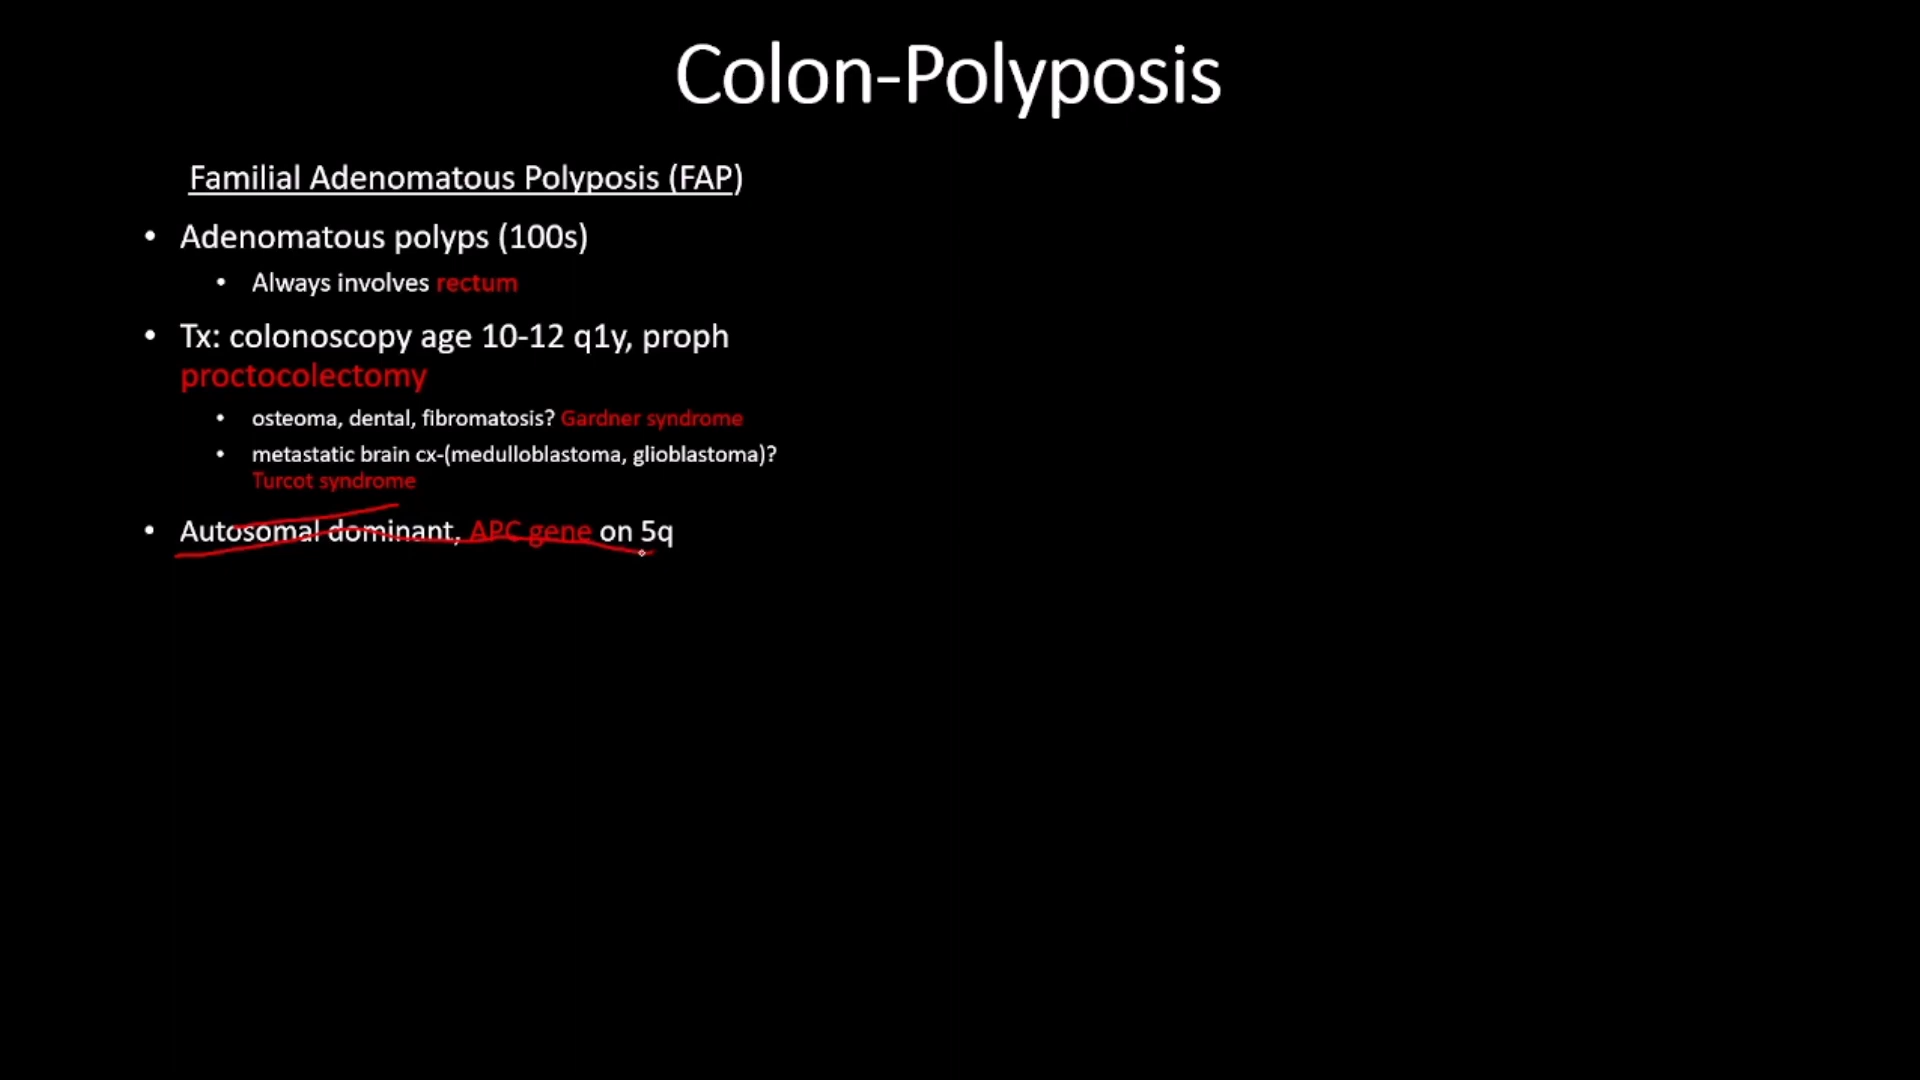 Colon-Polyposis
Familial Adenomatous Polyposis (FAP)
• Adenomatous polyps (100s)
• Always involves rectum
• Tx: colonoscopy age 10-12 q1y, proph
proctocolectomy
• osteoma, dental, fibromatosis? Gardner syndrome
• metastatic brain cx-(medulloblastoma, glioblastoma)?
Turcot syndrome
• Autosomal dominant, APC gene on 5q